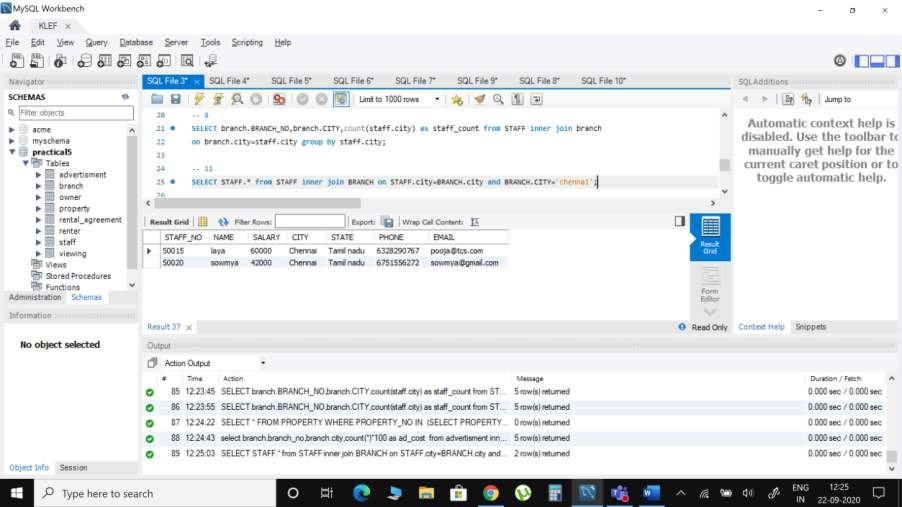 MySQL Workbench
KLEF
File Edit View Query Database Server Tools Scripting Help
Navigator
SCHEMAS
Filter objects
acme
myschema
practical5
Tables
advertisment
branch
owner
property
rental_agreement
renter
staff
viewing
Views
Stored Procedures
Functions
Administration Schemas
Information
No object selected
Object Info Session
SQL File 3* SQL File 4* SQL File 5* SQL File 6* SQL File 7* SQL File 9* SQL File 8* SQL File 10*
Limit to 1000 rows
20 -- 8
21 SELECT branch.BRANCH_NO,branch.CITY,count(staff.city) as staff_count from STAFF inner join branch
22 on branch.city=staff.city group by staff.city;
23
24 -- 11
25 SELECT STAFF.* from STAFF inner join BRANCH on STAFF.city=BRANCH.city and BRANCH.CITY='chennai';
26
Result Grid Filter Rows: Export: Wrap Cell Content:
STAFF_NO NAME SALARY CITY STATE PHONE EMAIL
50015 laya 60000 Chennai Tamil nadu 6328290767 pooja@tcs.com
50020 sowmya 42000 Chennai Tamil nadu 6751556272 sowmya@gmail.com
Result Grid
Form Editor
Result 37
Read Only
SQLAdditions
Jump to
Automatic context help is
disabled. Use the toolbar to
manually get help for the
current caret position or to
toggle automatic help.
Context Help Snippets
Output
Action Output
# Time Action Message Duration / Fetch
85 12:23:45 SELECT branch.BRANCH_NO,branch.CITY,count(staff.city) as staff_count from ST... 5 row(s) returned 0.000 sec / 0.000 sec
86 12:23:55 SELECT branch.BRANCH_NO,branch.CITY,count(staff.city) as staff_count from ST... 5 row(s) returned 0.000 sec / 0.000 sec
87 12:24:22 SELECT * FROM PROPERTY WHERE PROPERTY_NO IN (SELECT PROPERTY_... 0 row(s) returned 0.000 sec / 0.000 sec
88 12:24:43 select branch.branch_no,branch.city,count(*)*100 as ad_cost from advertisment inn... 5 row(s) returned 0.000 sec / 0.000 sec
89 12:25:03 SELECT STAFF.* from STAFF inner join BRANCH on STAFF.city=BRANCH.city and... 2 row(s) returned 0.000 sec / 0.000 sec
Type here to search
ENG
IN
12:25
22-09-2020